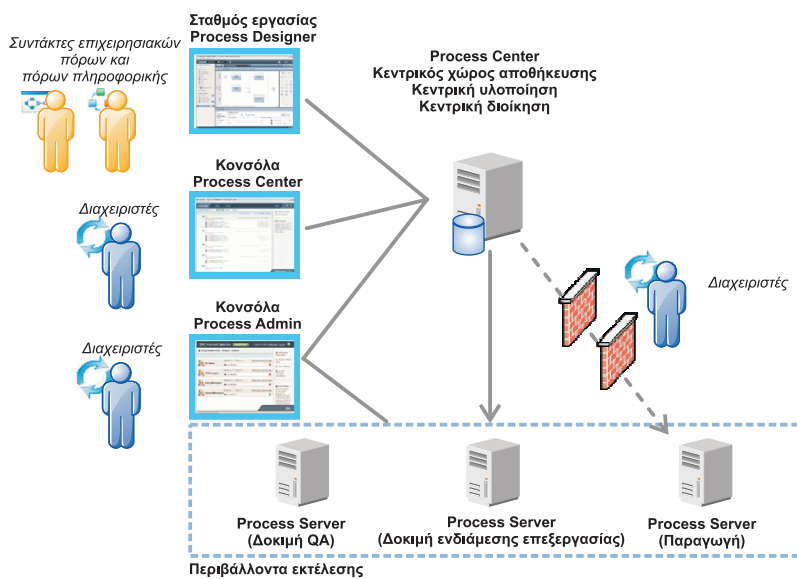 Συντάκτες επιχειρησιακών
πόρων και
πόρων πληροφορικής
Σταθμός εργασίας
Process Designer
Process Center
Κεντρικός χώρος αποθήκευσης
Κεντρική υλοποίηση
Κεντρική διοίκηση
Διαχειριστές
Κονσόλα
Process Center
Διαχειριστές
Διαχειριστές
Κονσόλα
Process Admin
Process Server
(Δοκιμή QA)
Process Server
(Δοκιμή ενδιάμεσης επεξεργασίας)
Process Server
(Παραγωγή)
Περιβάλλοντα εκτέλεσης